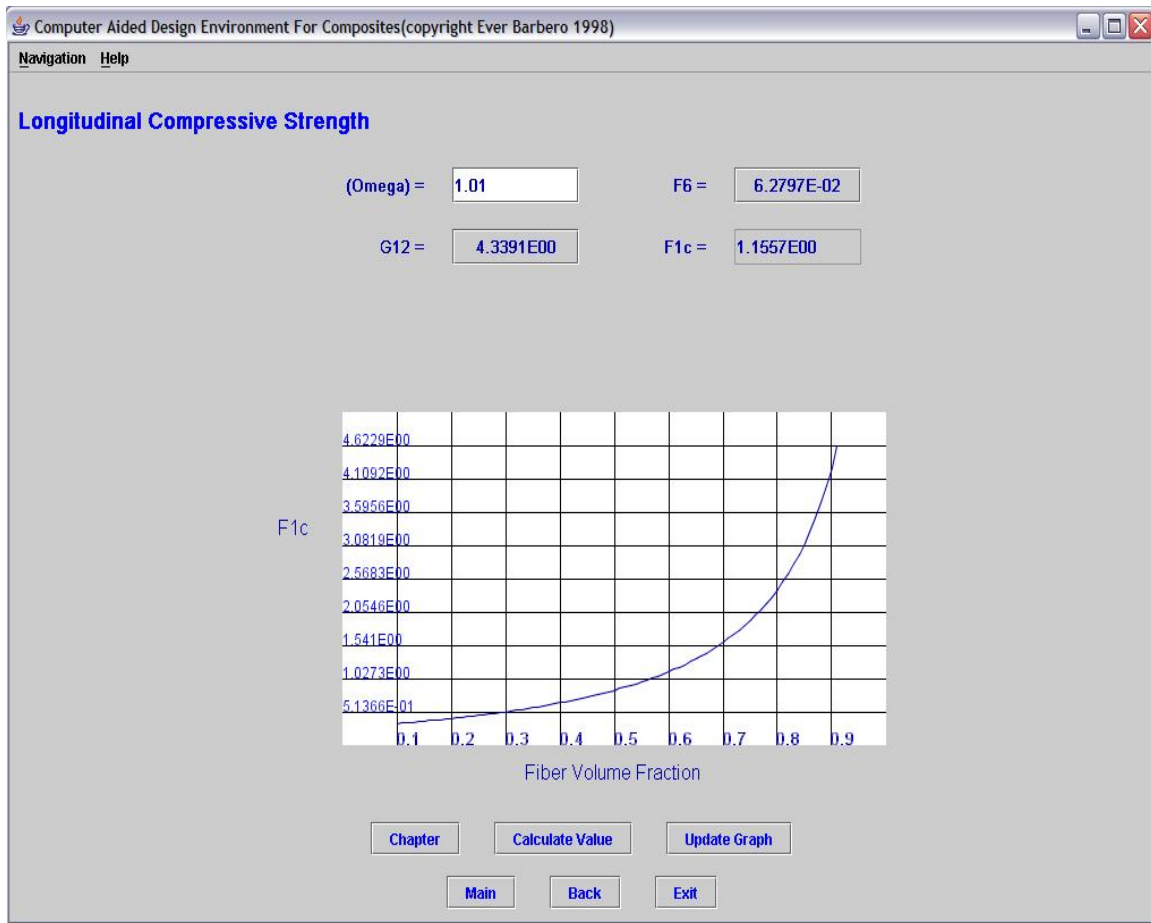 Computer Aided Design Environment For Composites(copyright Ever Barbero 1998)
Navigation Help
Longitudinal Compressive Strength
(Omega) = 1.01 F6 = 6.2797E-02
G12 = 4.3391E00 F1c = 1.1557E00
4.6229E00
4.1092E00
3.5956E00
F1c
3.0819E00
2.5683E00
2.0546E00
1.541E00
1.0273E00
5.1366E-01
0.1 0.2 0.3 0.4 0.5 0.6 0.7 0.8 0.9
Fiber Volume Fraction
Chapter Calculate Value Update Graph
Main Back Exit